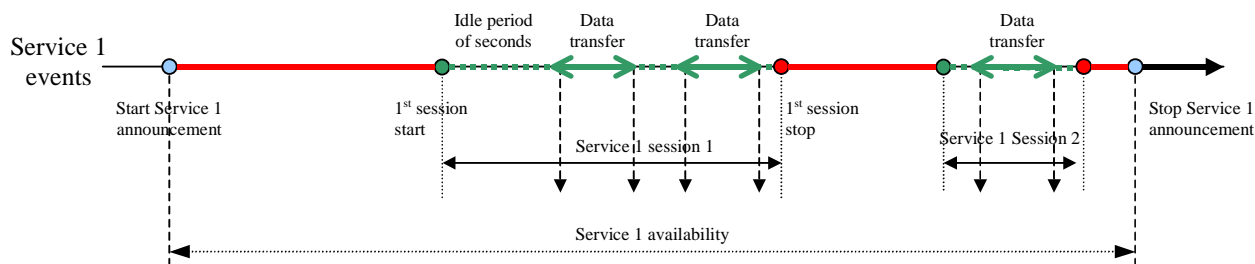 Idle period
of seconds
Data
transfer
Data
transfer
Data
transfer
Service 1
events
Start Service 1
announcement
1st session
start
1st session
stop
Stop Service 1
announcement
Service 1 session 1
Service 1 Session 2
Service 1 availability